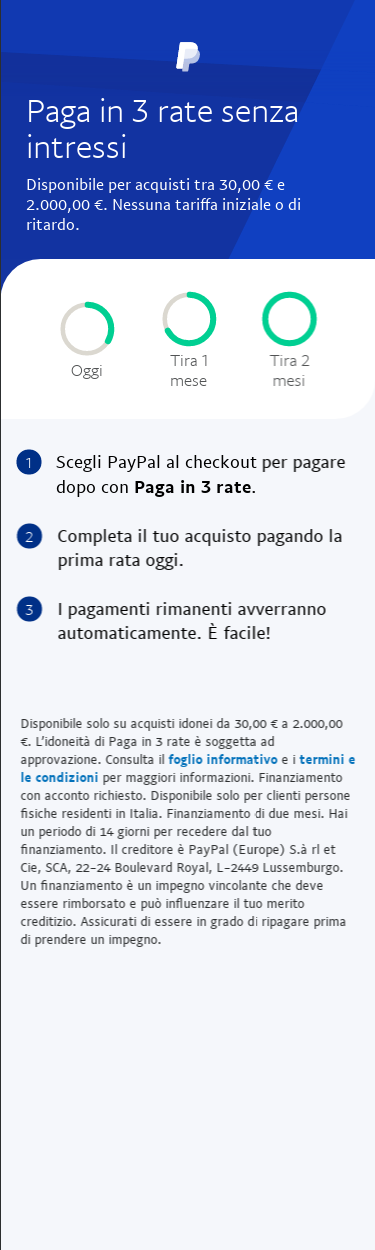 Paga in 3 rate senza
intressi
Disponibile per acquisti tra 30,00 € e
2.000,00 €. Nessuna tariffa iniziale o di
ritardo.
Oggi
Tira 1
mese
Tira 2
mesi
1 Scegli PayPal al checkout per pagare
dopo con Paga in 3 rate.
2 Completa il tuo acquisto pagando la
prima rata oggi.
3 I pagamenti rimanenti avverranno
automaticamente. È facile!
Disponibile solo su acquisti idonei da 30,00 € a 2.000,00
€. L'idoneità di Paga in 3 rate è soggetta ad
approvazione. Consulta il foglio informativo e i termini e
le condizioni per maggiori informazioni. Finanziamento
con acconto richiesto. Disponibile solo per clienti persone
fisiche residenti in Italia. Finanziamento di due mesi. Hai
un periodo di 14 giorni per recedere dal tuo
finanziamento. Il creditore è PayPal (Europe) S.à rl et
Cie, SCA, 22-24 Boulevard Royal, L-2449 Lussemburgo.
Un finanziamento è un impegno vincolante che deve
essere rimborsato e può influenzare il tuo merito
creditizio. Assicurati di essere in grado di ripagare prima
di prendere un impegno.